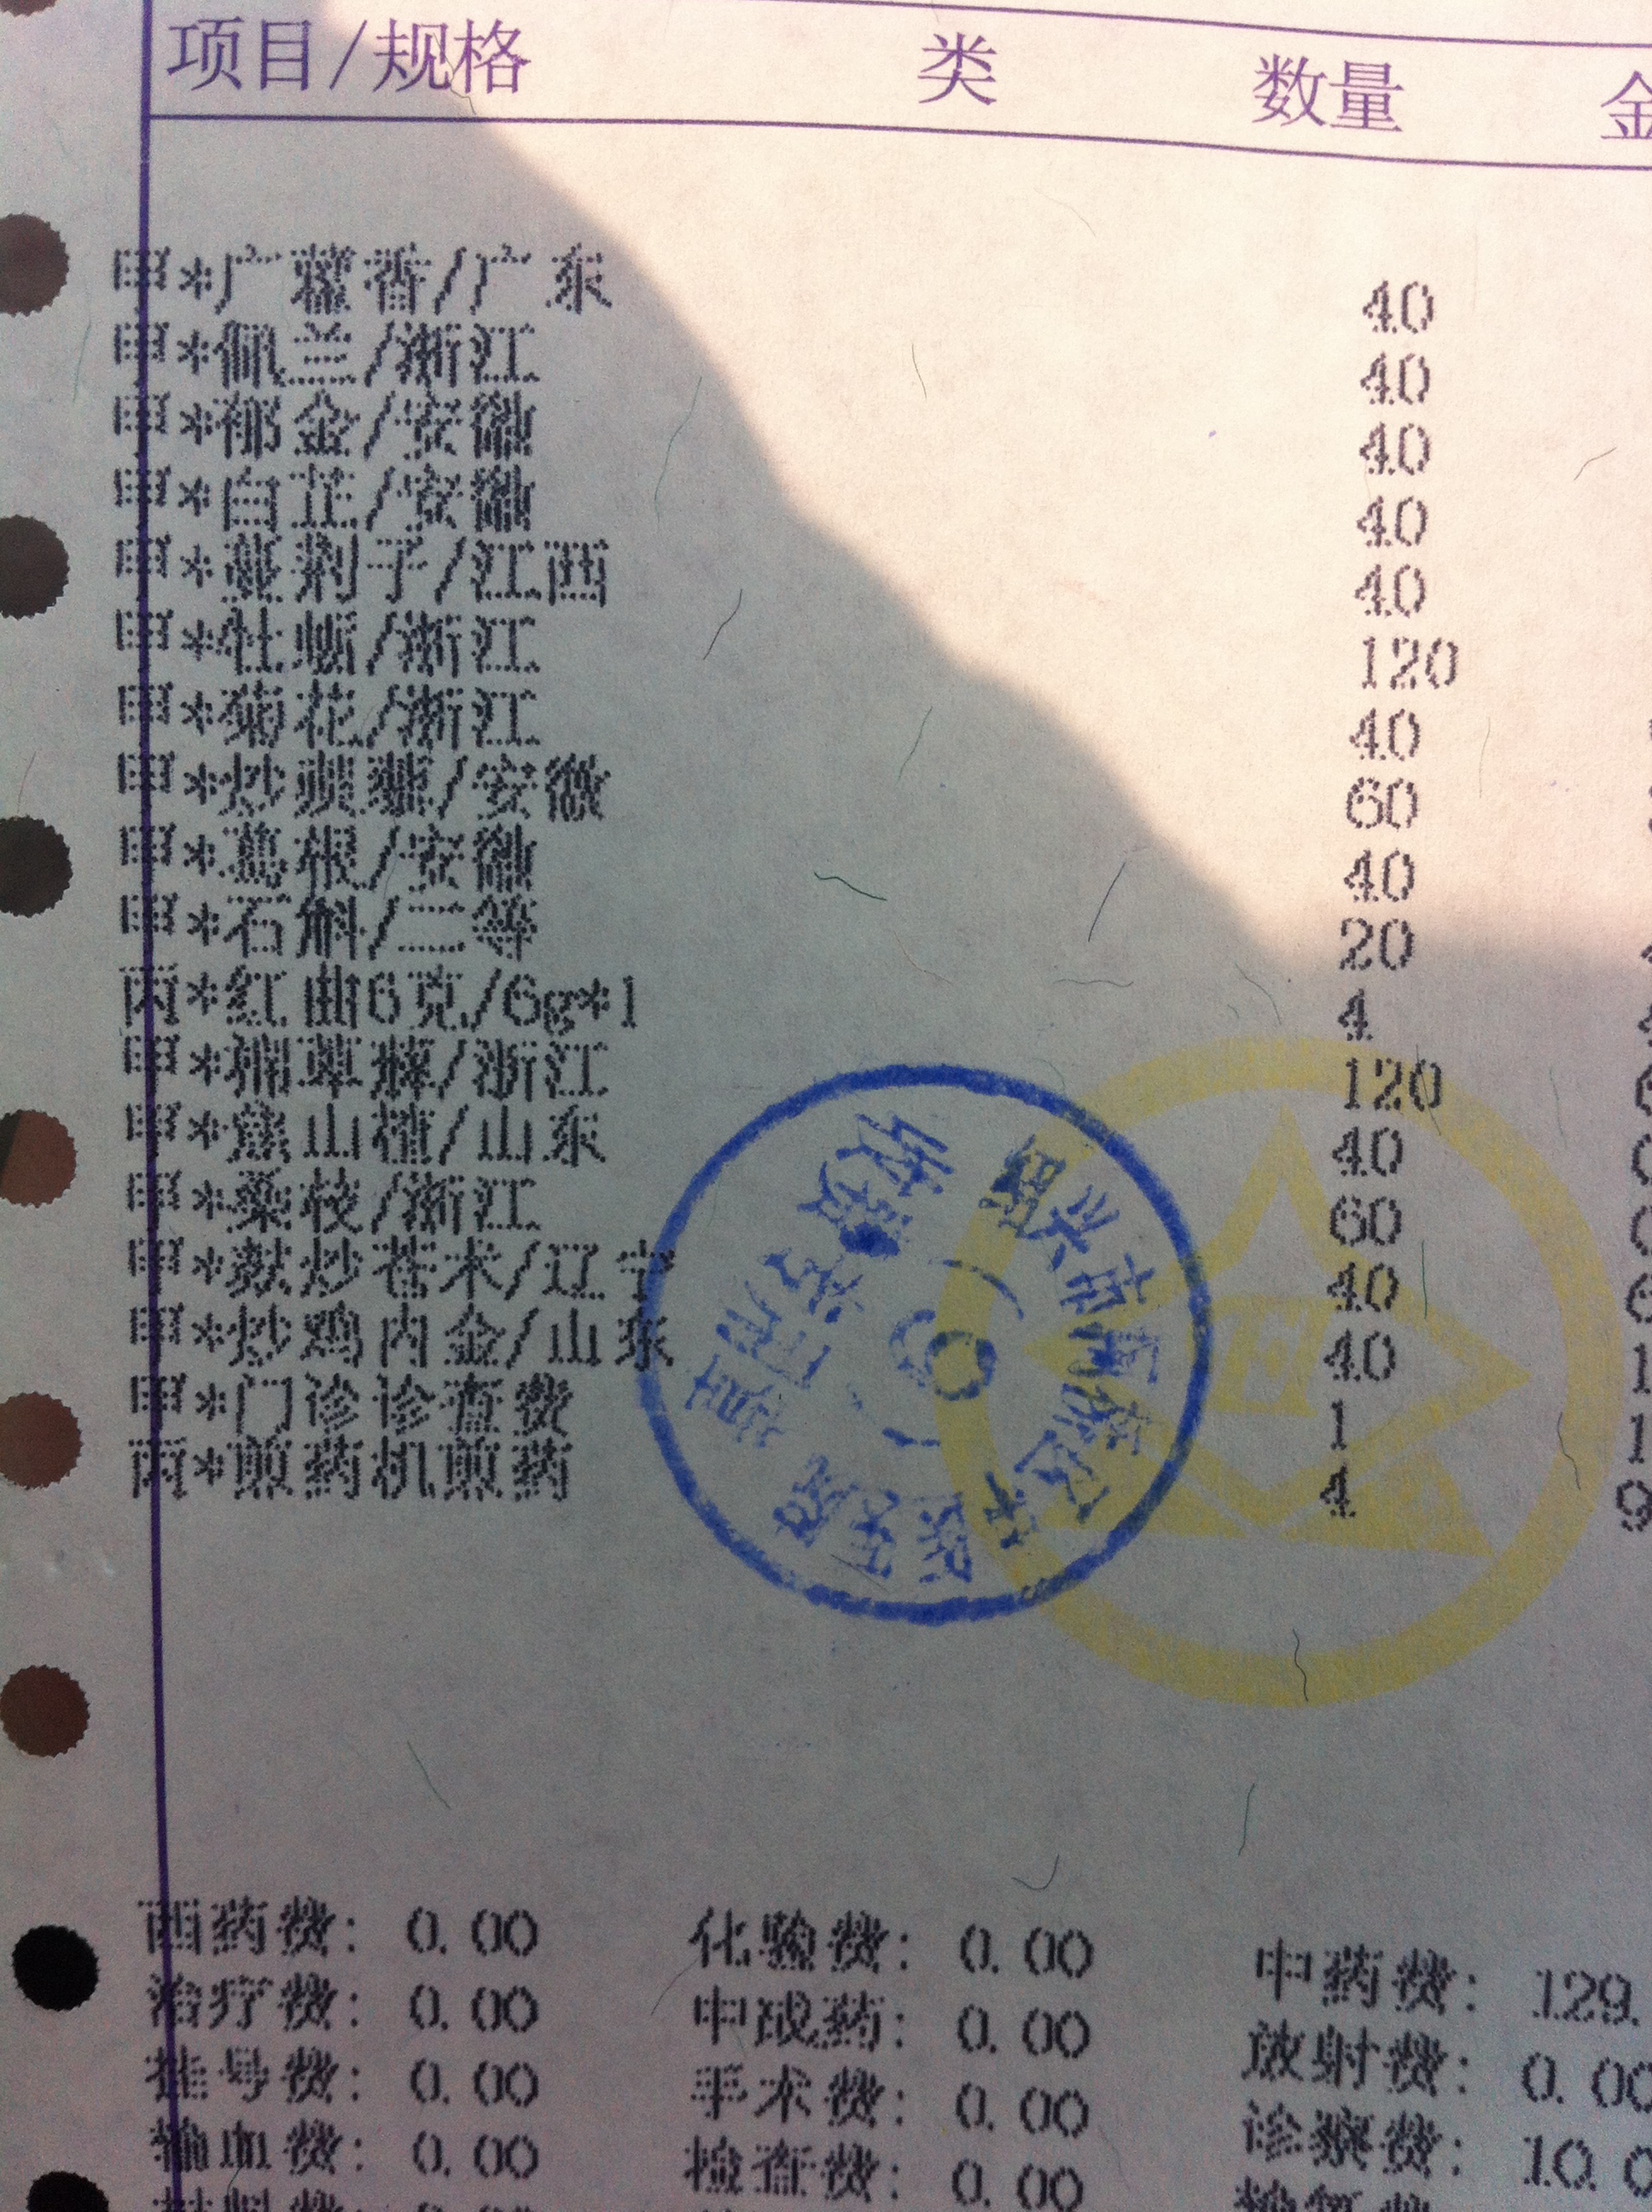 项目/规格 类 数量 金
甲*广藿香/广东 40
甲*佩兰/浙江 40
甲*郁金/安徽 40
甲*白芷/安徽 40
甲*蔓荆子/江西 40
甲*牡蛎/浙江 120
甲*菊花/浙江 40
甲*炒蒺藜/安徽 60
甲*葛根/安徽 40
甲*石斛/二等 20
丙*红曲6克/6g*1 4
甲*/浙江 120
甲*焦山楂/山东 40
甲*桑枝/浙江 60
甲*麸炒苍术/辽宁 40
甲*炒鸡内金/山东 40
甲*门诊诊查费 1
丙*煎药机煎药 4
西药费: 0.00 化验费: 0.00 中药费: 129.
治疗费: 0.00 中成药: 0.00 放射费: 0.00
挂号费: 0.00 手术费: 0.00 诊察费: 10.0
输血费: 0.00 检查费: 0.00